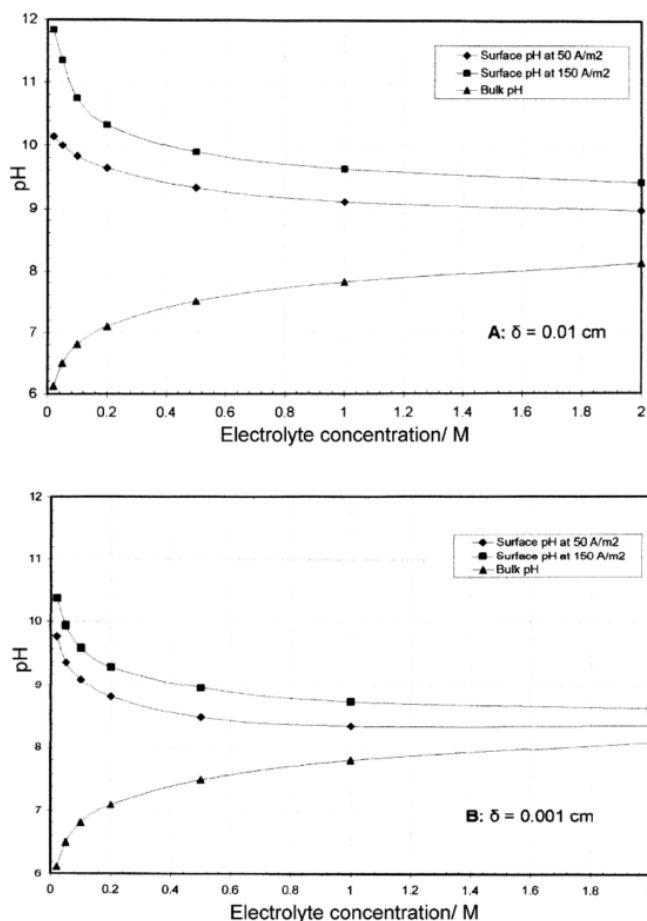 12
11
10
9
8
7
6
pH
Surface pH at 50 A/m2
Surface pH at 150 A/m2
Bulk pH
A: δ = 0.01 cm
0 0.2 0.4 0.6 0.8 1 1.2 1.4 1.6 1.8 2
Electrolyte concentration/ M
12
11
10
9
8
7
6
pH
Surface pH at 50 A/m2
Surface pH at 150 A/m2
Bulk pH
B: δ = 0.001 cm
0 0.2 0.4 0.6 0.8 1 1.2 1.4 1.6 1.8
Electrolyte concentration/ M